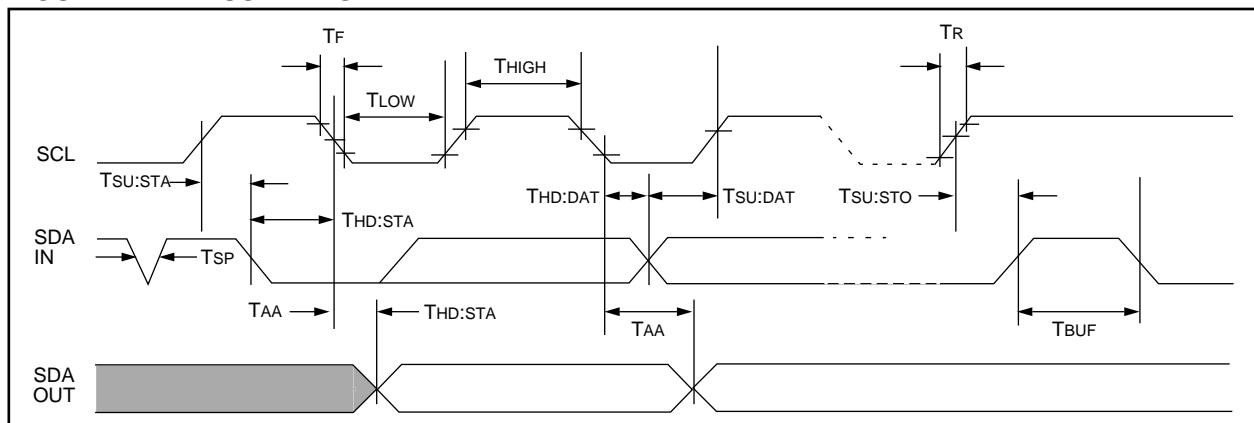 TF
TR
THIGH
TLOW
SCL
TSU:STA
THD:DAT
TSU:DAT
TSU:STO
THD:STA
SDA
IN
TSP
TAA
THD:STA
TAA
TBUF
SDA
OUT